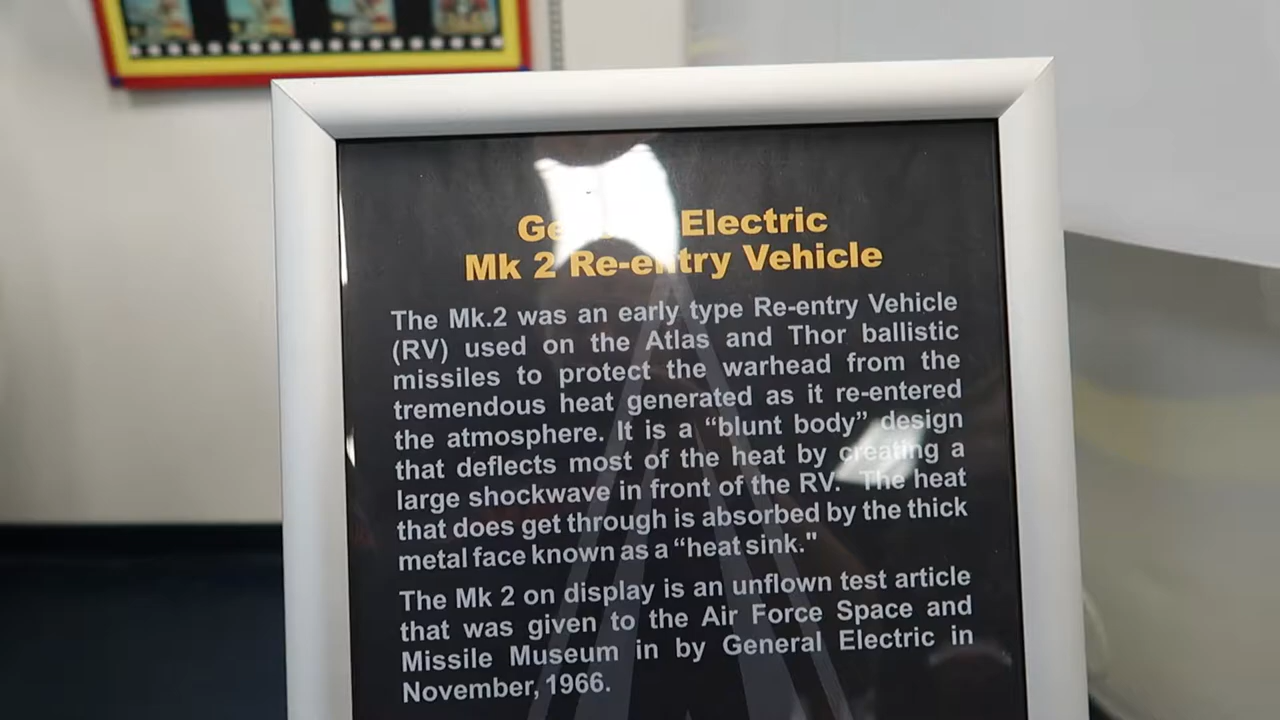 Electric
Mk 2 Re-entry Vehicle
The Mk.2 was an early type Re-entry Vehicle
(RV) used on the Atlas and Thor ballistic
missiles to protect the warhead from the
tremendous heat generated as it re-entered
the atmosphere. It is a “blunt body” design
that deflects most of the heat by creating a
large shockwave in front of the RV. The heat
that does get through is absorbed by the thick
metal face known as a “heat sink."
The Mk 2 on display is an unflown test article
that was given to the Air Force Space and
Missile Museum in by General Electric in
November, 1966.